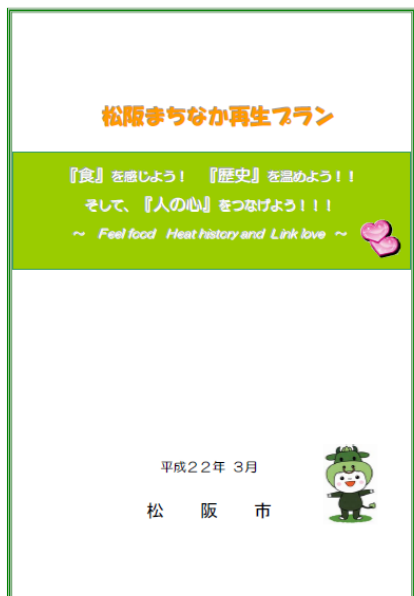 松阪まちなか再生プラン
『食』を感じよう！ 『歴史』を温めよう！！
そして、『人の心』をつなげよう！！！
～ Feel food Heat history and Link love ～
平成２２年 ３月
松 阪 市